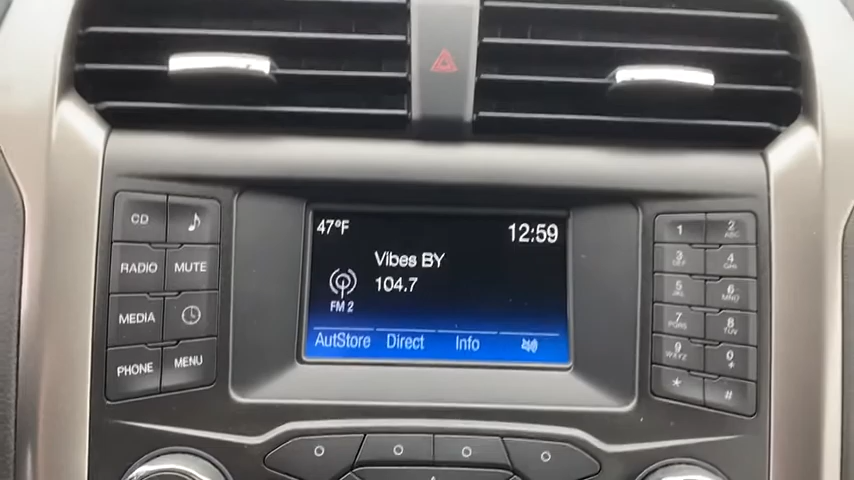 47°F
12:59
Vibes BY
104.7
FM 2
AutStore Direct Info
CD
RADIO MUTE
MEDIA
PHONE MENU
1 2 ABC
3 DEF 4 GHI
5 JKL 6 MNO
7 PQRS 8 TUV
9 WXYZ 0 +
* #